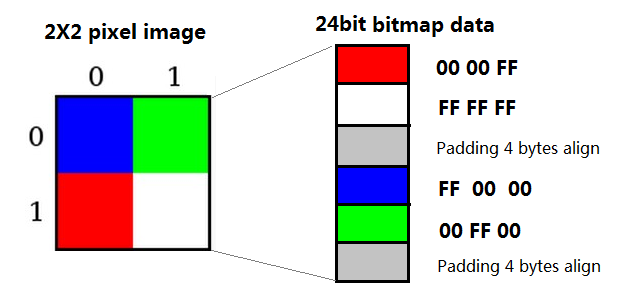 2X2 pixel image
0 1
0
1
24bit bitmap data
00 00 FF
FF FF FF
Padding 4 bytes align
FF 00 00
00 FF 00
Padding 4 bytes align